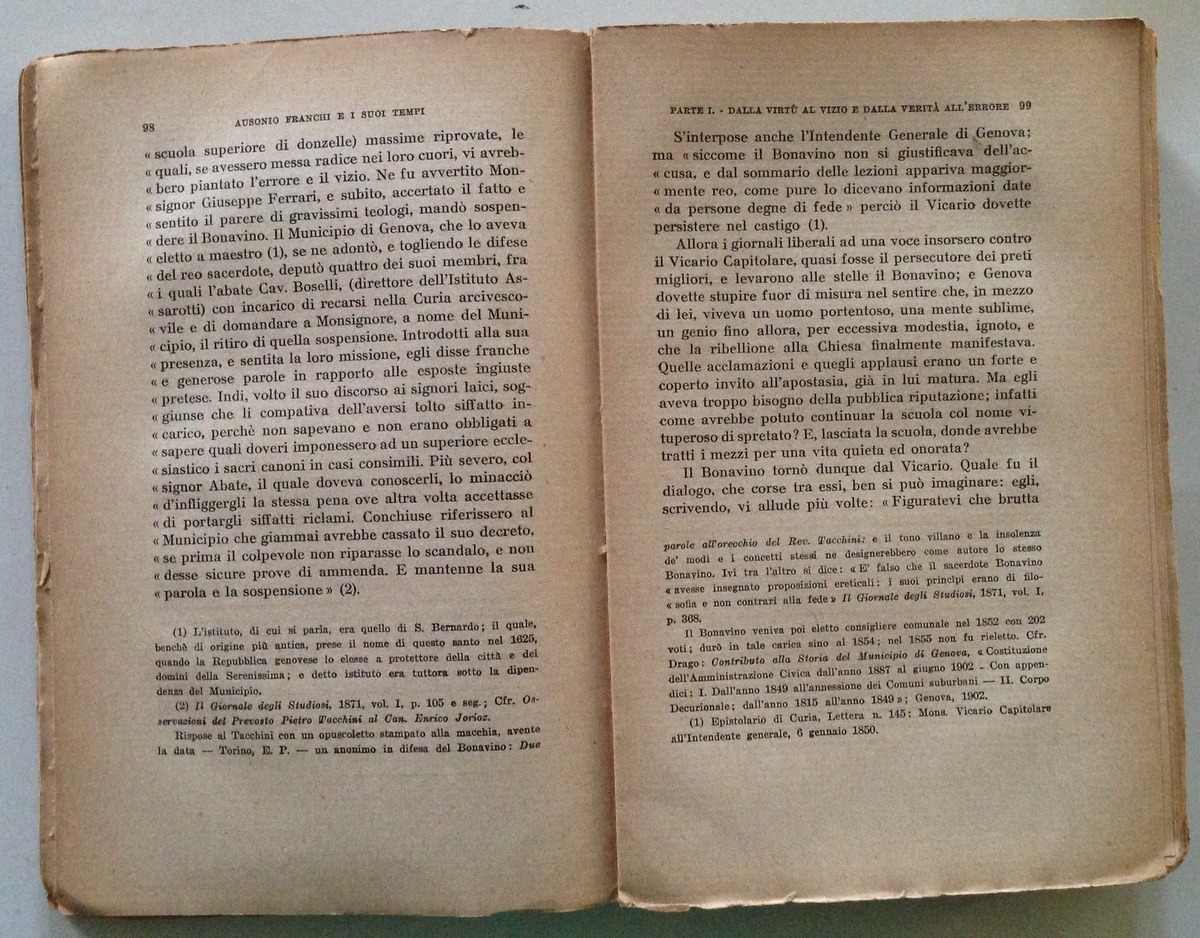 98
AUSONIO FRANCHI E I SUOI TEMPI
« scuola superiore di donzelle) massime riprovate, le
« quali, se avessero messa radice nei loro cuori, vi avreb-
« bero piantato l'errore e il vizio. Ne fu avvertito Mon-
« signor Giuseppe Ferrari, e subito, accertato il fatto e
« sentito il parere di gravissimi teologi, mandò sospen-
« dere il Bonavino. Il Municipio di Genova, che lo aveva
« eletto a maestro (1), se ne adontò, e togliendo le difese
« del reo sacerdote, deputò quattro dei suoi membri, fra
« i quali l'abate Cav. Boselli, (direttore dell'Istituto As-
« sarotti) con incarico di recarsi nella Curia arcivesco-
« vile e di domandare a Monsignore, a nome del Muni-
« cipio, il ritiro di quella sospensione. Introdotti alla sua
« presenza, e sentita la loro missione, egli disse franche
« e generose parole in rapporto alle esposte ingiuste
« pretese. Indi, volto il suo discorso ai signori laici, sog-
« giunse che li compativa dell'aversi tolto siffatto in-
« carico, perchè non sapevano e non erano obbligati a
« sapere quali doveri imponessero ad un superiore eccle-
« siastico i sacri canoni in casi consimili. Più severo, col
« signor Abate, il quale doveva conoscerli, lo minacciò
« d'infliggergli la stessa pena ove altra volta accettasse
« di portargli siffatti riclami. Conchiuse riferissero al
« Municipio che giammai avrebbe cassato il suo decreto,
« se prima il colpevole non riparasse lo scandalo, e non
« desse sicure prove di ammenda. E mantenne la sua
« parola e la sospensione » (2).
(1) L'istituto, di cui si parla, era quello di S. Bernardo; il quale,
benchè di origine più antica, prese il nome di questo santo nel 1625,
quando la Repubblica genovese lo elesse a protettore della città e dei
domini della Serenissima; e detto istituto era tuttora sotto la dipen-
denza del Municipio.
(2) Il Giornale degli Studiosi, 1871, vol. I, p. 105 e seg.; Cfr. Os-
servazioni del Prevosto Pietro Tacchini al Can. Enrico Jorioz.
Rispose al Tacchini con un opuscoletto stampato alla macchia, avente
la data — Torino, E. P. — un anonimo in difesa del Bonavino: Due
PARTE I. - DALLA VIRTÙ AL VIZIO E DALLA VERITÀ ALL'ERRORE 99
S'interpose anche l'Intendente Generale di Genova;
ma « siccome il Bonavino non si giustificava dell'ac-
« cusa, e dal sommario delle lezioni appariva maggior-
« mente reo, come pure lo dicevano informazioni date
« da persone degne di fede » perciò il Vicario dovette
persistere nel castigo (1).
Allora i giornali liberali ad una voce insorsero contro
il Vicario Capitolare, quasi fosse il persecutore dei preti
migliori, e levarono alle stelle il Bonavino; e Genova
dovette stupire fuor di misura nel sentire che, in mezzo
di lei, viveva un uomo portentoso, una mente sublime,
un genio fino allora, per eccessiva modestia, ignoto, e
che la ribellione alla Chiesa finalmente manifestava.
Quelle acclamazioni e quegli applausi erano un forte e
coperto invito all'apostasia, già in lui matura. Ma egli
aveva troppo bisogno della pubblica riputazione; infatti
come avrebbe potuto continuar la scuola col nome vi-
tuperoso di spretato? E, lasciata la scuola, donde avrebbe
tratti i mezzi per una vita quieta ed onorata?
Il Bonavino tornò dunque dal Vicario. Quale fu il
dialogo, che corse tra essi, ben si può imaginare: egli,
scrivendo, vi allude più volte: « Figuratevi che brutta
parole all'orecchio del Rev. Tacchini: e il tono villano e la insolenza
de' modi e i concetti stessi ne designerebbero come autore lo stesso
Bonavino. Ivi tra l'altro si dice: « E' falso che il sacerdote Bonavino
« avesse insegnato proposizioni ereticali: i suoi principi erano di filo-
« sofia e non contrari alla fede » Il Giornale degli Studiosi, 1871, vol. I,
p. 368.
Il Bonavino veniva poi eletto consigliere comunale nel 1852 con 202
voti; durò in tale carica sino al 1854; nel 1855 non fu rieletto. Cfr.
Drago: Contributo alla Storia del Municipio di Genova, « Costituzione
dell'Amministrazione Civica dall'anno 1887 al giugno 1902 - Con appen-
dici: I. Dall'anno 1849 all'annessione dei Comuni suburbani — II. Corpo
Decurionale; dall'anno 1815 all'anno 1849 »; Genova, 1902.
(1) Epistolario di Curia, Lettera n. 145: Mons. Vicario Capitolare
all'Intendente generale, 6 gennaio 1850.